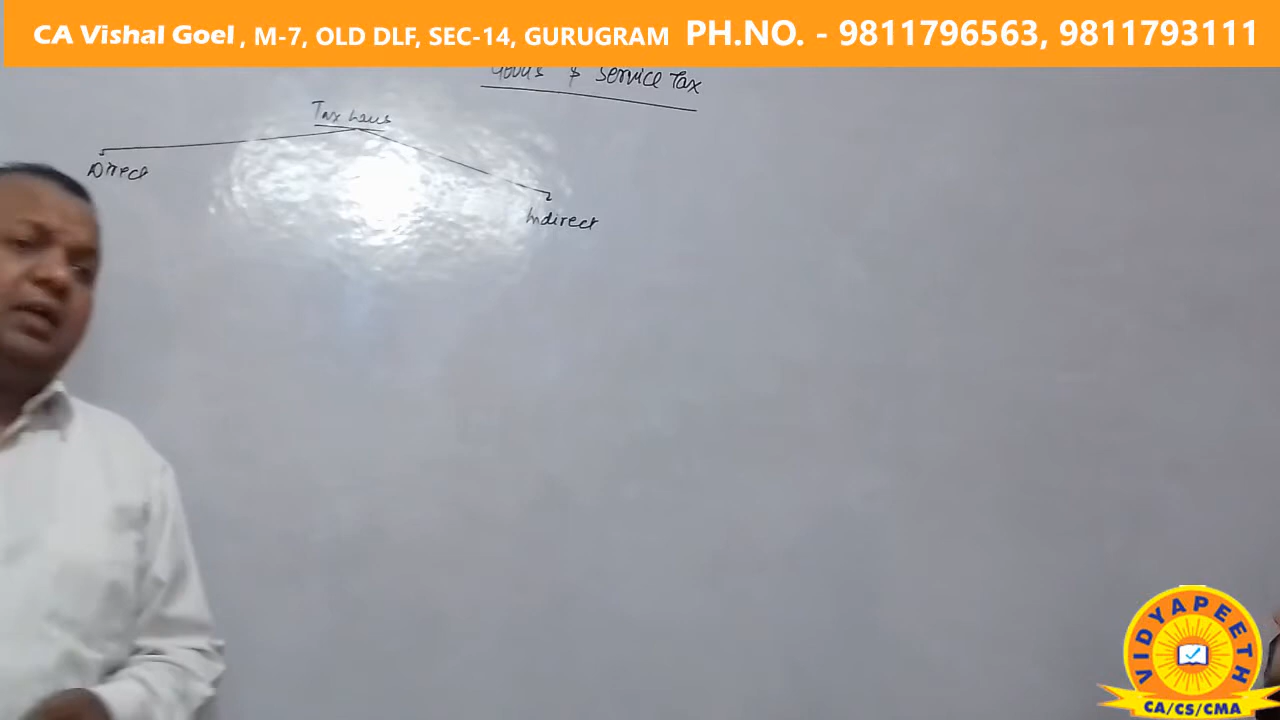 CA Vishal Goel , M-7, OLD DLF, SEC-14, GURUGRAM PH.NO. - 9811796563, 9811793111
Goods & Service Tax
Tax Laws
Direct
Indirect
VIDYAPEETH
CA/CS/CMA